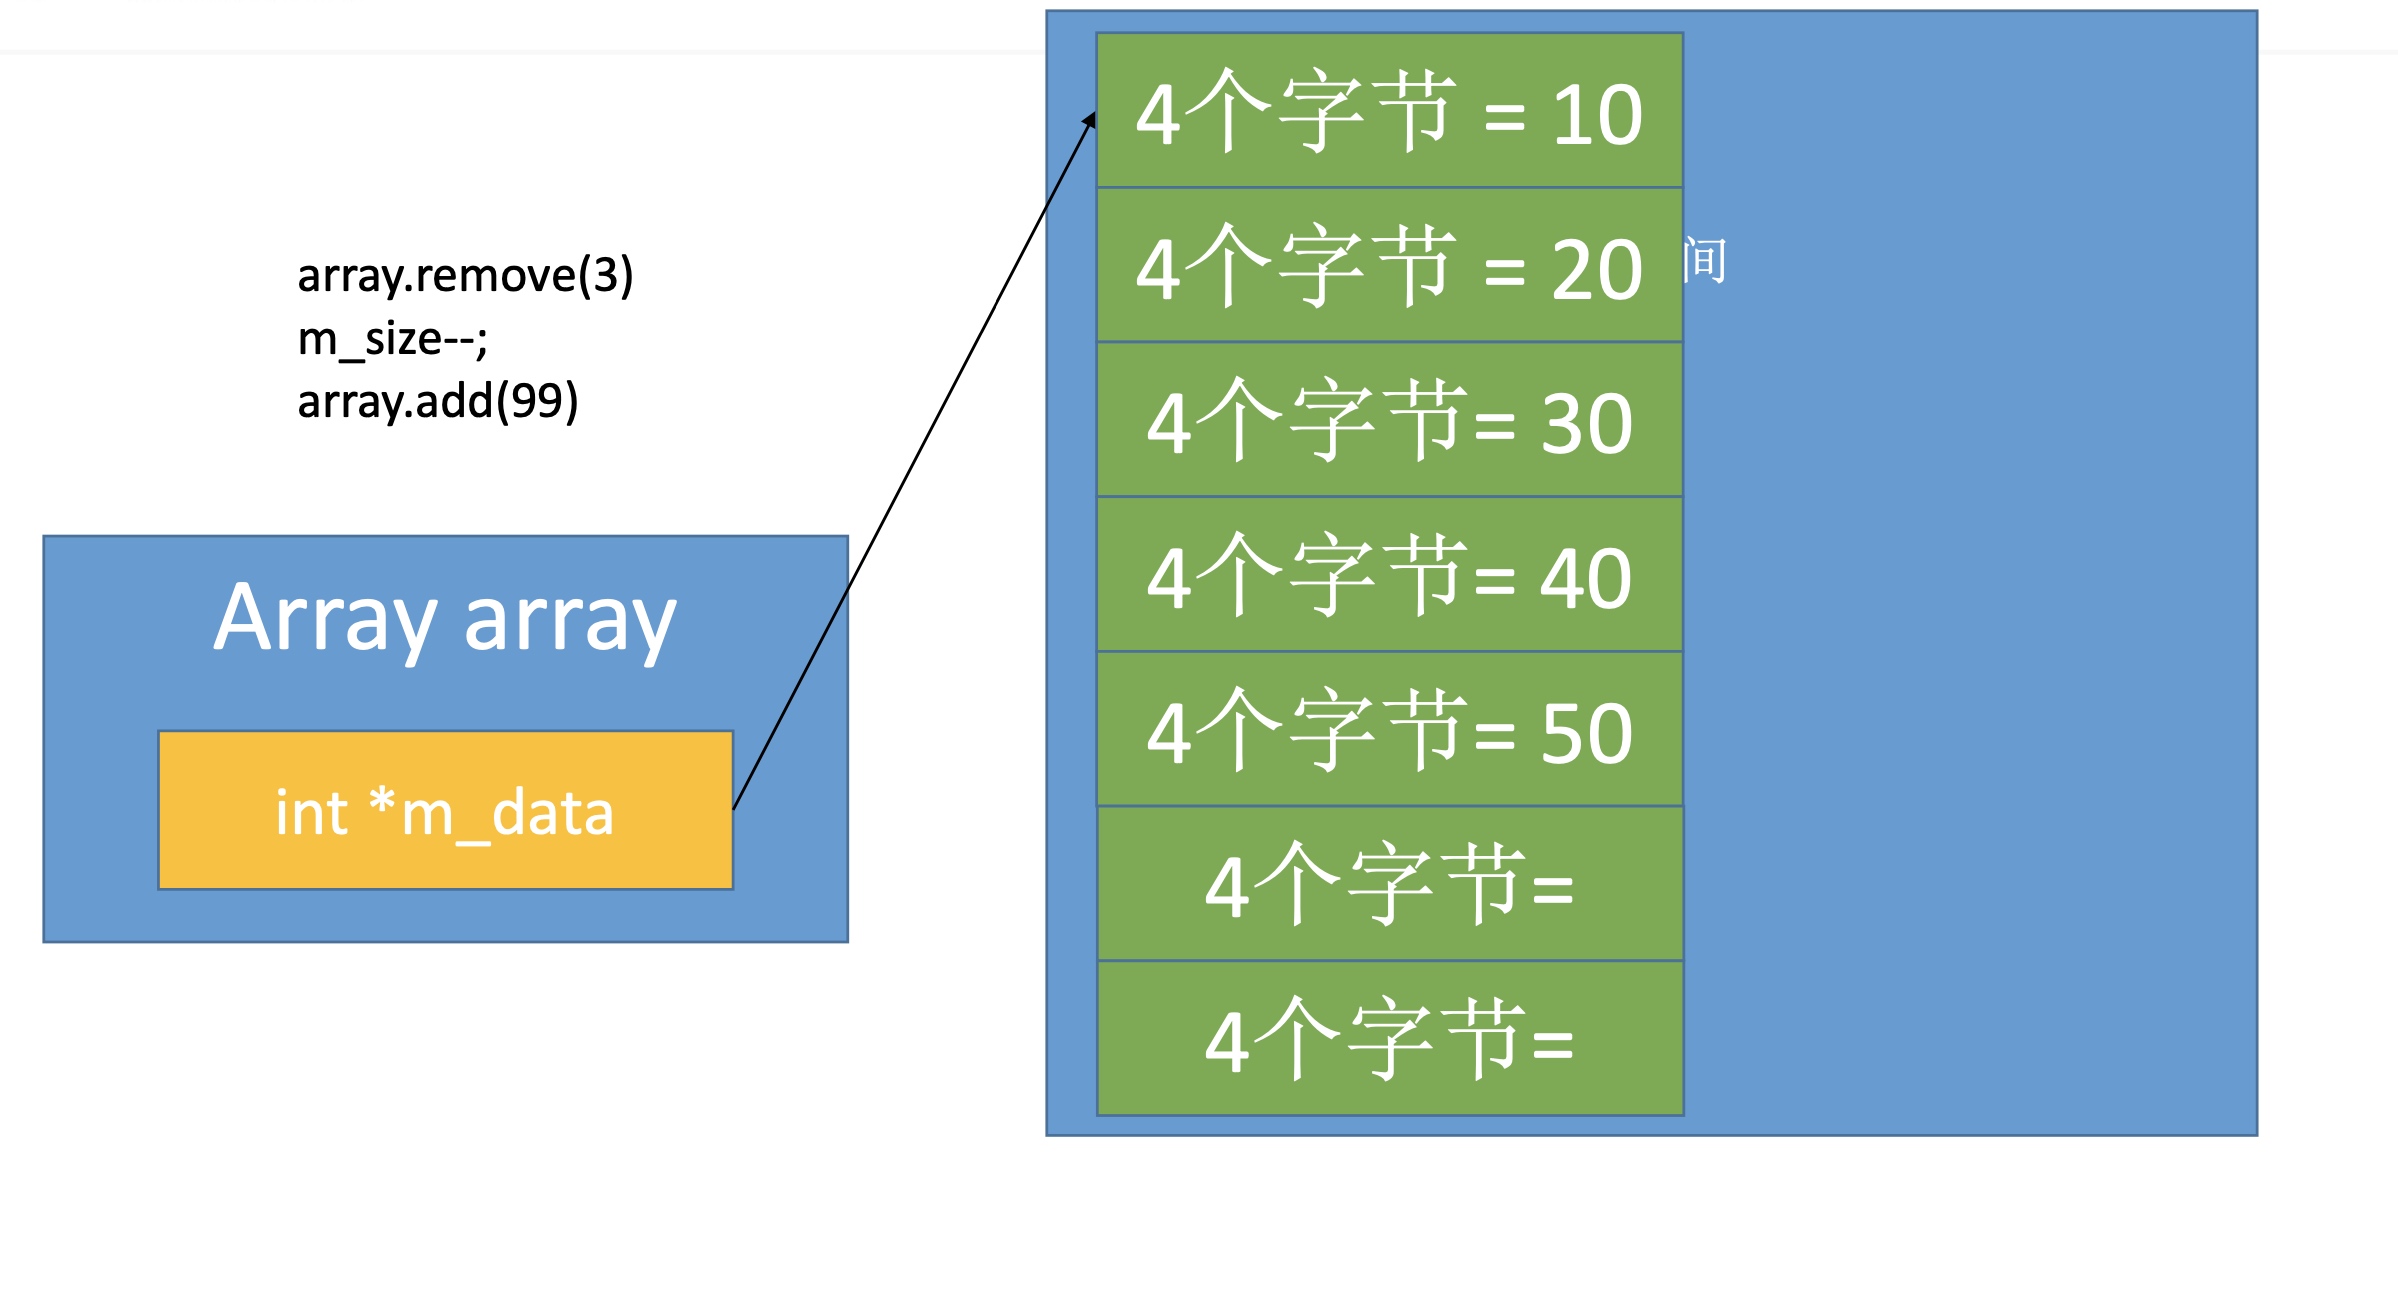 array.remove(3)
m_size--;
array.add(99)
Array array
int *m_data
4个字节 = 10
4个字节 = 20
间
4个字节= 30
4个字节= 40
4个字节= 50
4个字节=
4个字节=